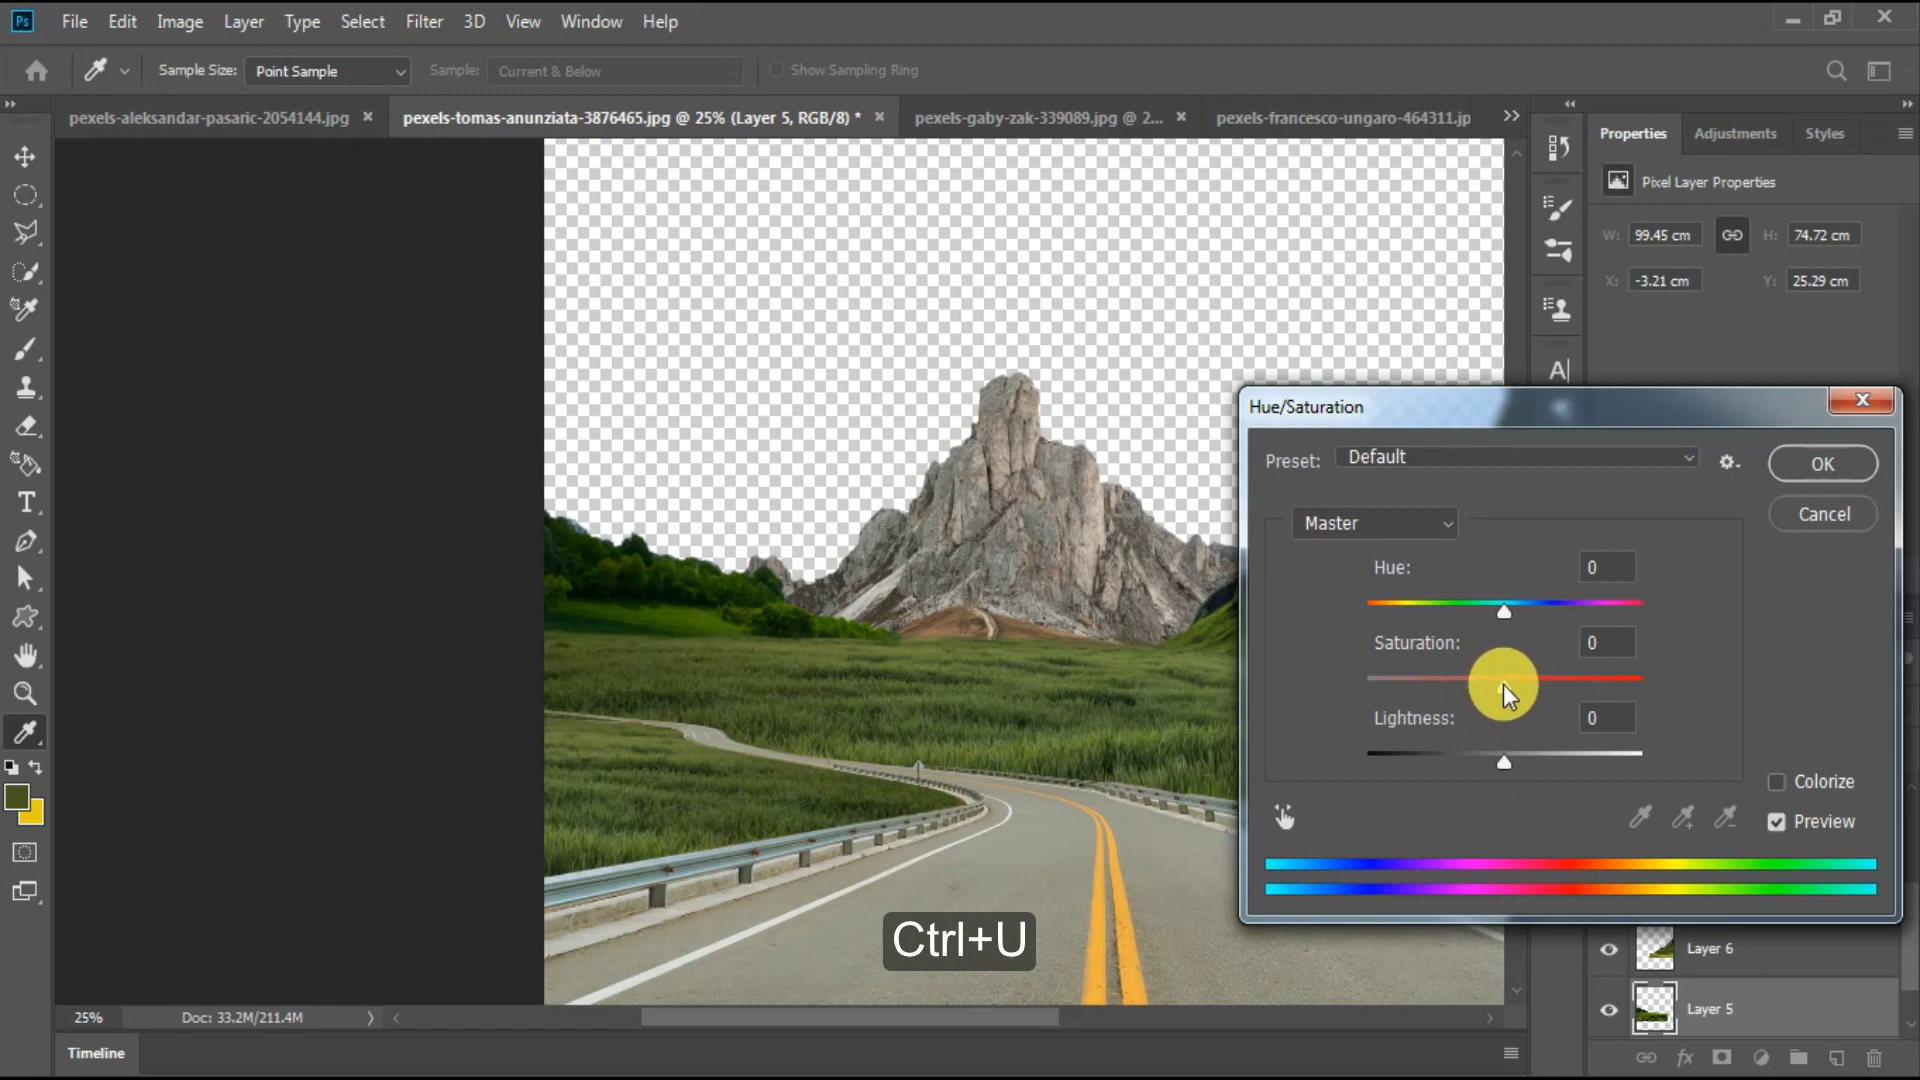 Ps File Edit Image Layer Type Select Filter 3D View Window Help
Sample Size: Point Sample Sample: Current & Below Show Sampling Ring
pexels-aleksandar-pasaric-2054144.jpg × pexels-tomas-anunziata-3876465.jpg @ 25% (Layer 5, RGB/8) * × pexels-gaby-zak-339089.jpg @ 2... × pexels-francesco-ungaro-464311.jp
Properties Adjustments Styles
Pixel Layer Properties
W: 99.45 cm H: 74.72 cm
X: -3.21 cm Y: 25.29 cm
A|
Hue/Saturation
Preset: Default
OK
Cancel
Master
Hue: 0
Saturation: 0
Lightness: 0
Colorize
Preview
Ctrl+U
T
Layer 6
Layer 5
fx
25% Doc: 33.2M/211.4M
Timeline